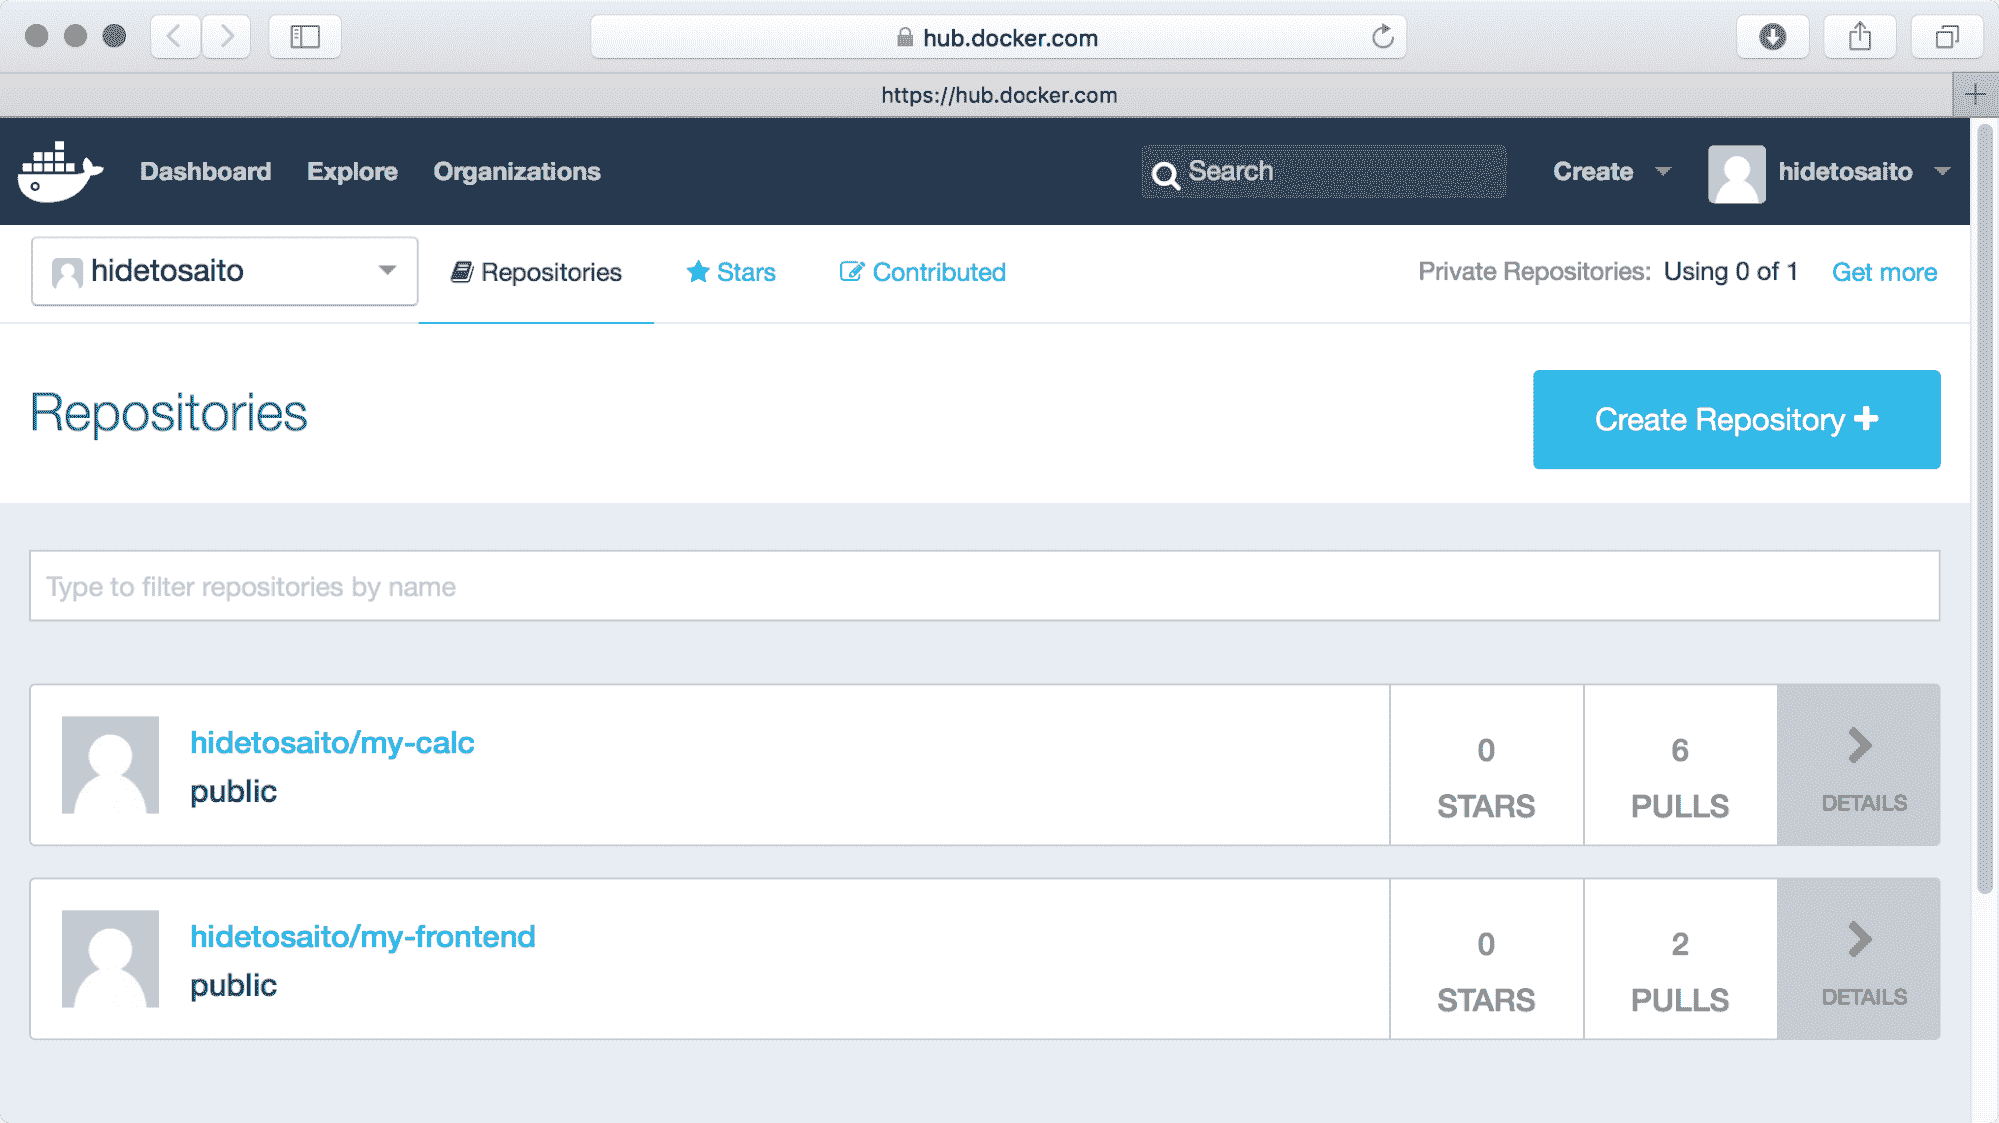 hub.docker.com
https://hub.docker.com
Dashboard Explore Organizations Search Create hidetosaito
hidetosaito Repositories Stars Contributed Private Repositories: Using 0 of 1 Get more
Repositories Create Repository
Type to filter repositories by name
hidetosaito/my-calc
public
0
STARS
6
PULLS
DETAILS
hidetosaito/my-frontend
public
0
STARS
2
PULLS
DETAILS